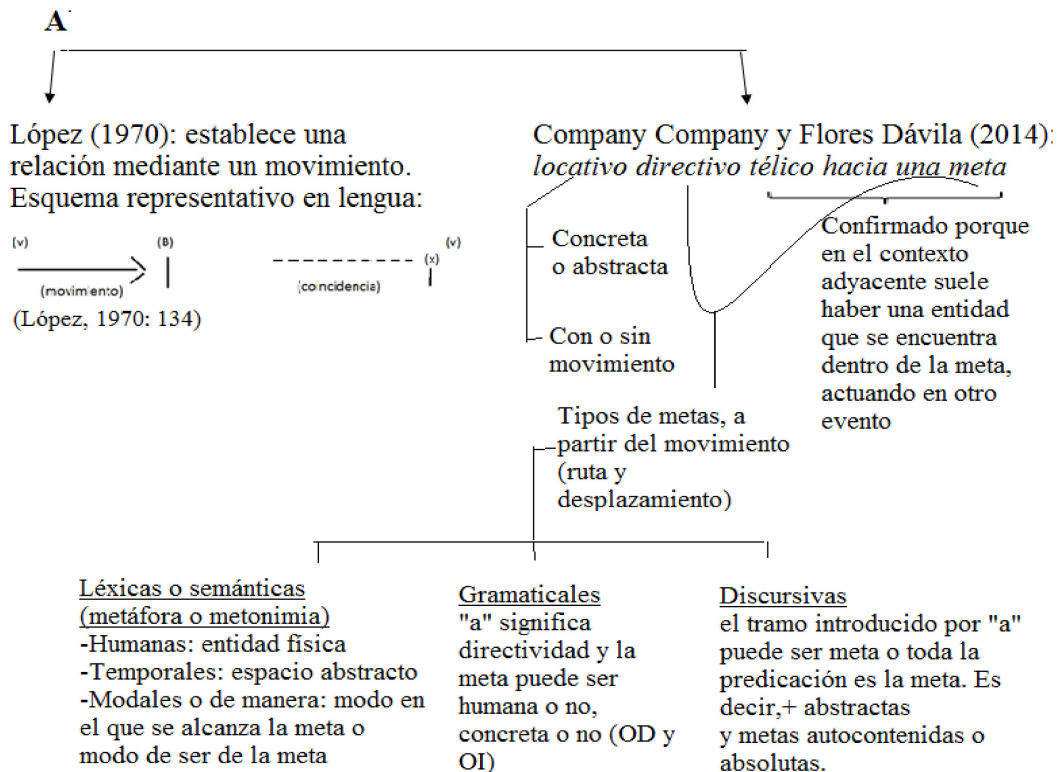 A
López (1970): establece una
relación mediante un movimiento.
Esquema representativo en lengua:
(v)
(B)
(movimiento)
(coincidencia)
(x)
(v)
(López, 1970: 134)
Company Company y Flores Dávila (2014):
locativo directivo télico hacia una meta
Concreta
o abstracta
Con o sin
movimiento
Confirmado porque
en el contexto
adyacente suele
haber una entidad
que se encuentra
dentro de la meta,
actuando en otro
evento
Tipos de metas, a
partir del movimiento
(ruta y
desplazamiento)
Léxicas o semánticas
(metáfora o metonimia)
-Humanas: entidad física
-Temporales: espacio abstracto
-Modales o de manera: modo en
el que se alcanza la meta o
modo de ser de la meta
Gramaticales
"a" significa
directividad y la
meta puede ser
humana o no,
concreta o no (OD y
OI)
Discursivas
el tramo introducido por "a"
puede ser meta o toda la
predicación es la meta. Es
decir,+ abstractas
y metas autocontenidas o
absolutas.